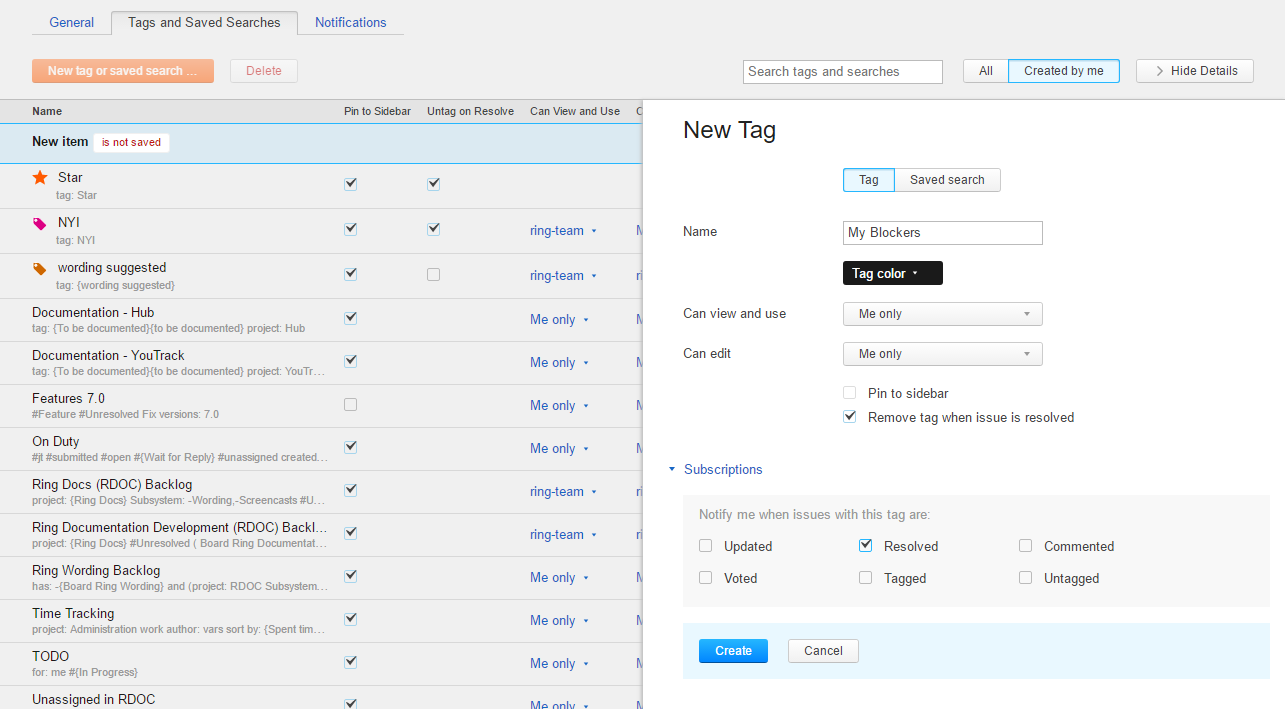 General Tags and Saved Searches Notifications
New tag or saved search ... Delete Search tags and searches All Created by me Hide Details
Name Pin to Sidebar Untag on Resolve Can View and Use
New item is not saved
Star
tag: Star
NYI
tag: NYI
ring-team
wording suggested
tag: {wording suggested}
ring-team
Documentation - Hub
tag: {To be documented}{to be documented} project: Hub
Me only
Documentation - YouTrack
tag: {To be documented}{to be documented} project: YouTr...
Me only
Features 7.0
#Feature #Unresolved Fix versions: 7.0
Me only
On Duty
#jt #submitted #open #{Wait for Reply} #unassigned created...
Me only
Ring Docs (RDOC) Backlog
project: {Ring Docs} Subsystem: -Wording,-Screencasts #U...
ring-team
Ring Documentation Development (RDOC) Backl...
project: {Ring Docs} #Unresolved ( Board Ring Documentat...
ring-team
Ring Wording Backlog
has: -{Board Ring Wording} and (project: RDOC Subsystem...
Me only
Time Tracking
project: Administration work author: vars sort by: {Spent tim...
Me only
TODO
for: me #{In Progress}
Me only
Unassigned in RDOC
Me only
New Tag
Tag Saved search
Name My Blockers
Tag color
Can view and use Me only
Can edit Me only
Pin to sidebar
Remove tag when issue is resolved
Subscriptions
Notify me when issues with this tag are:
Updated Resolved Commented
Voted Tagged Untagged
Create Cancel